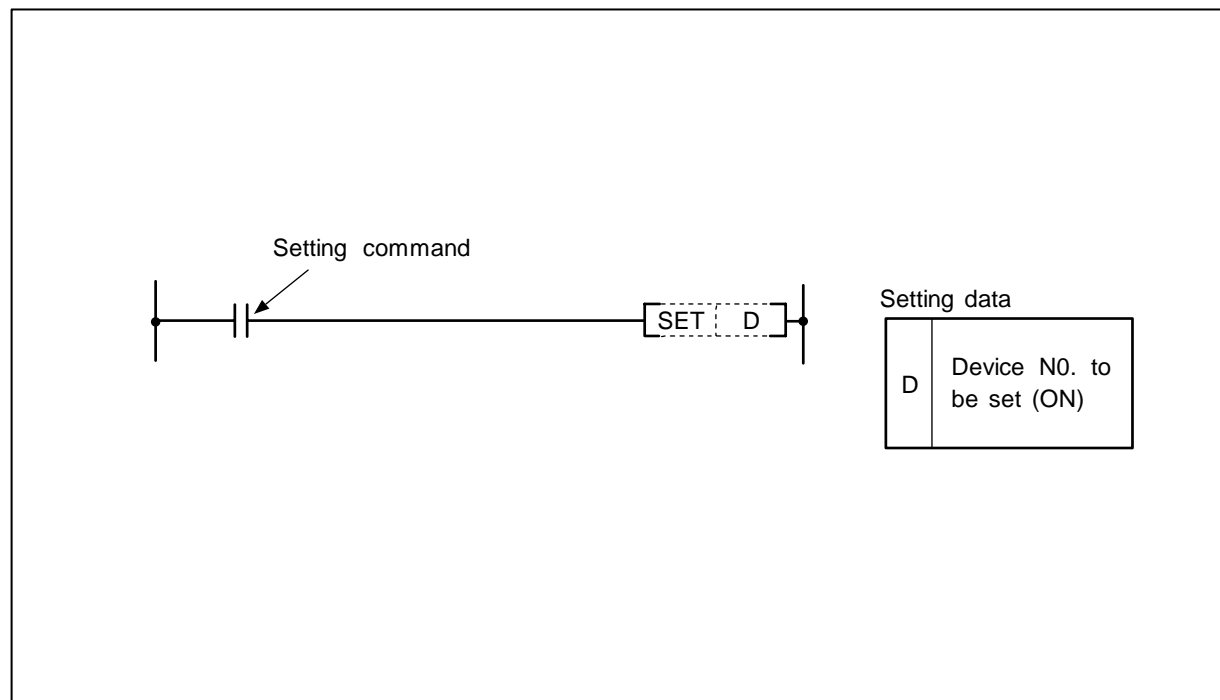 Setting command
SET D
Setting data
D
Device N0. to
be set (ON)